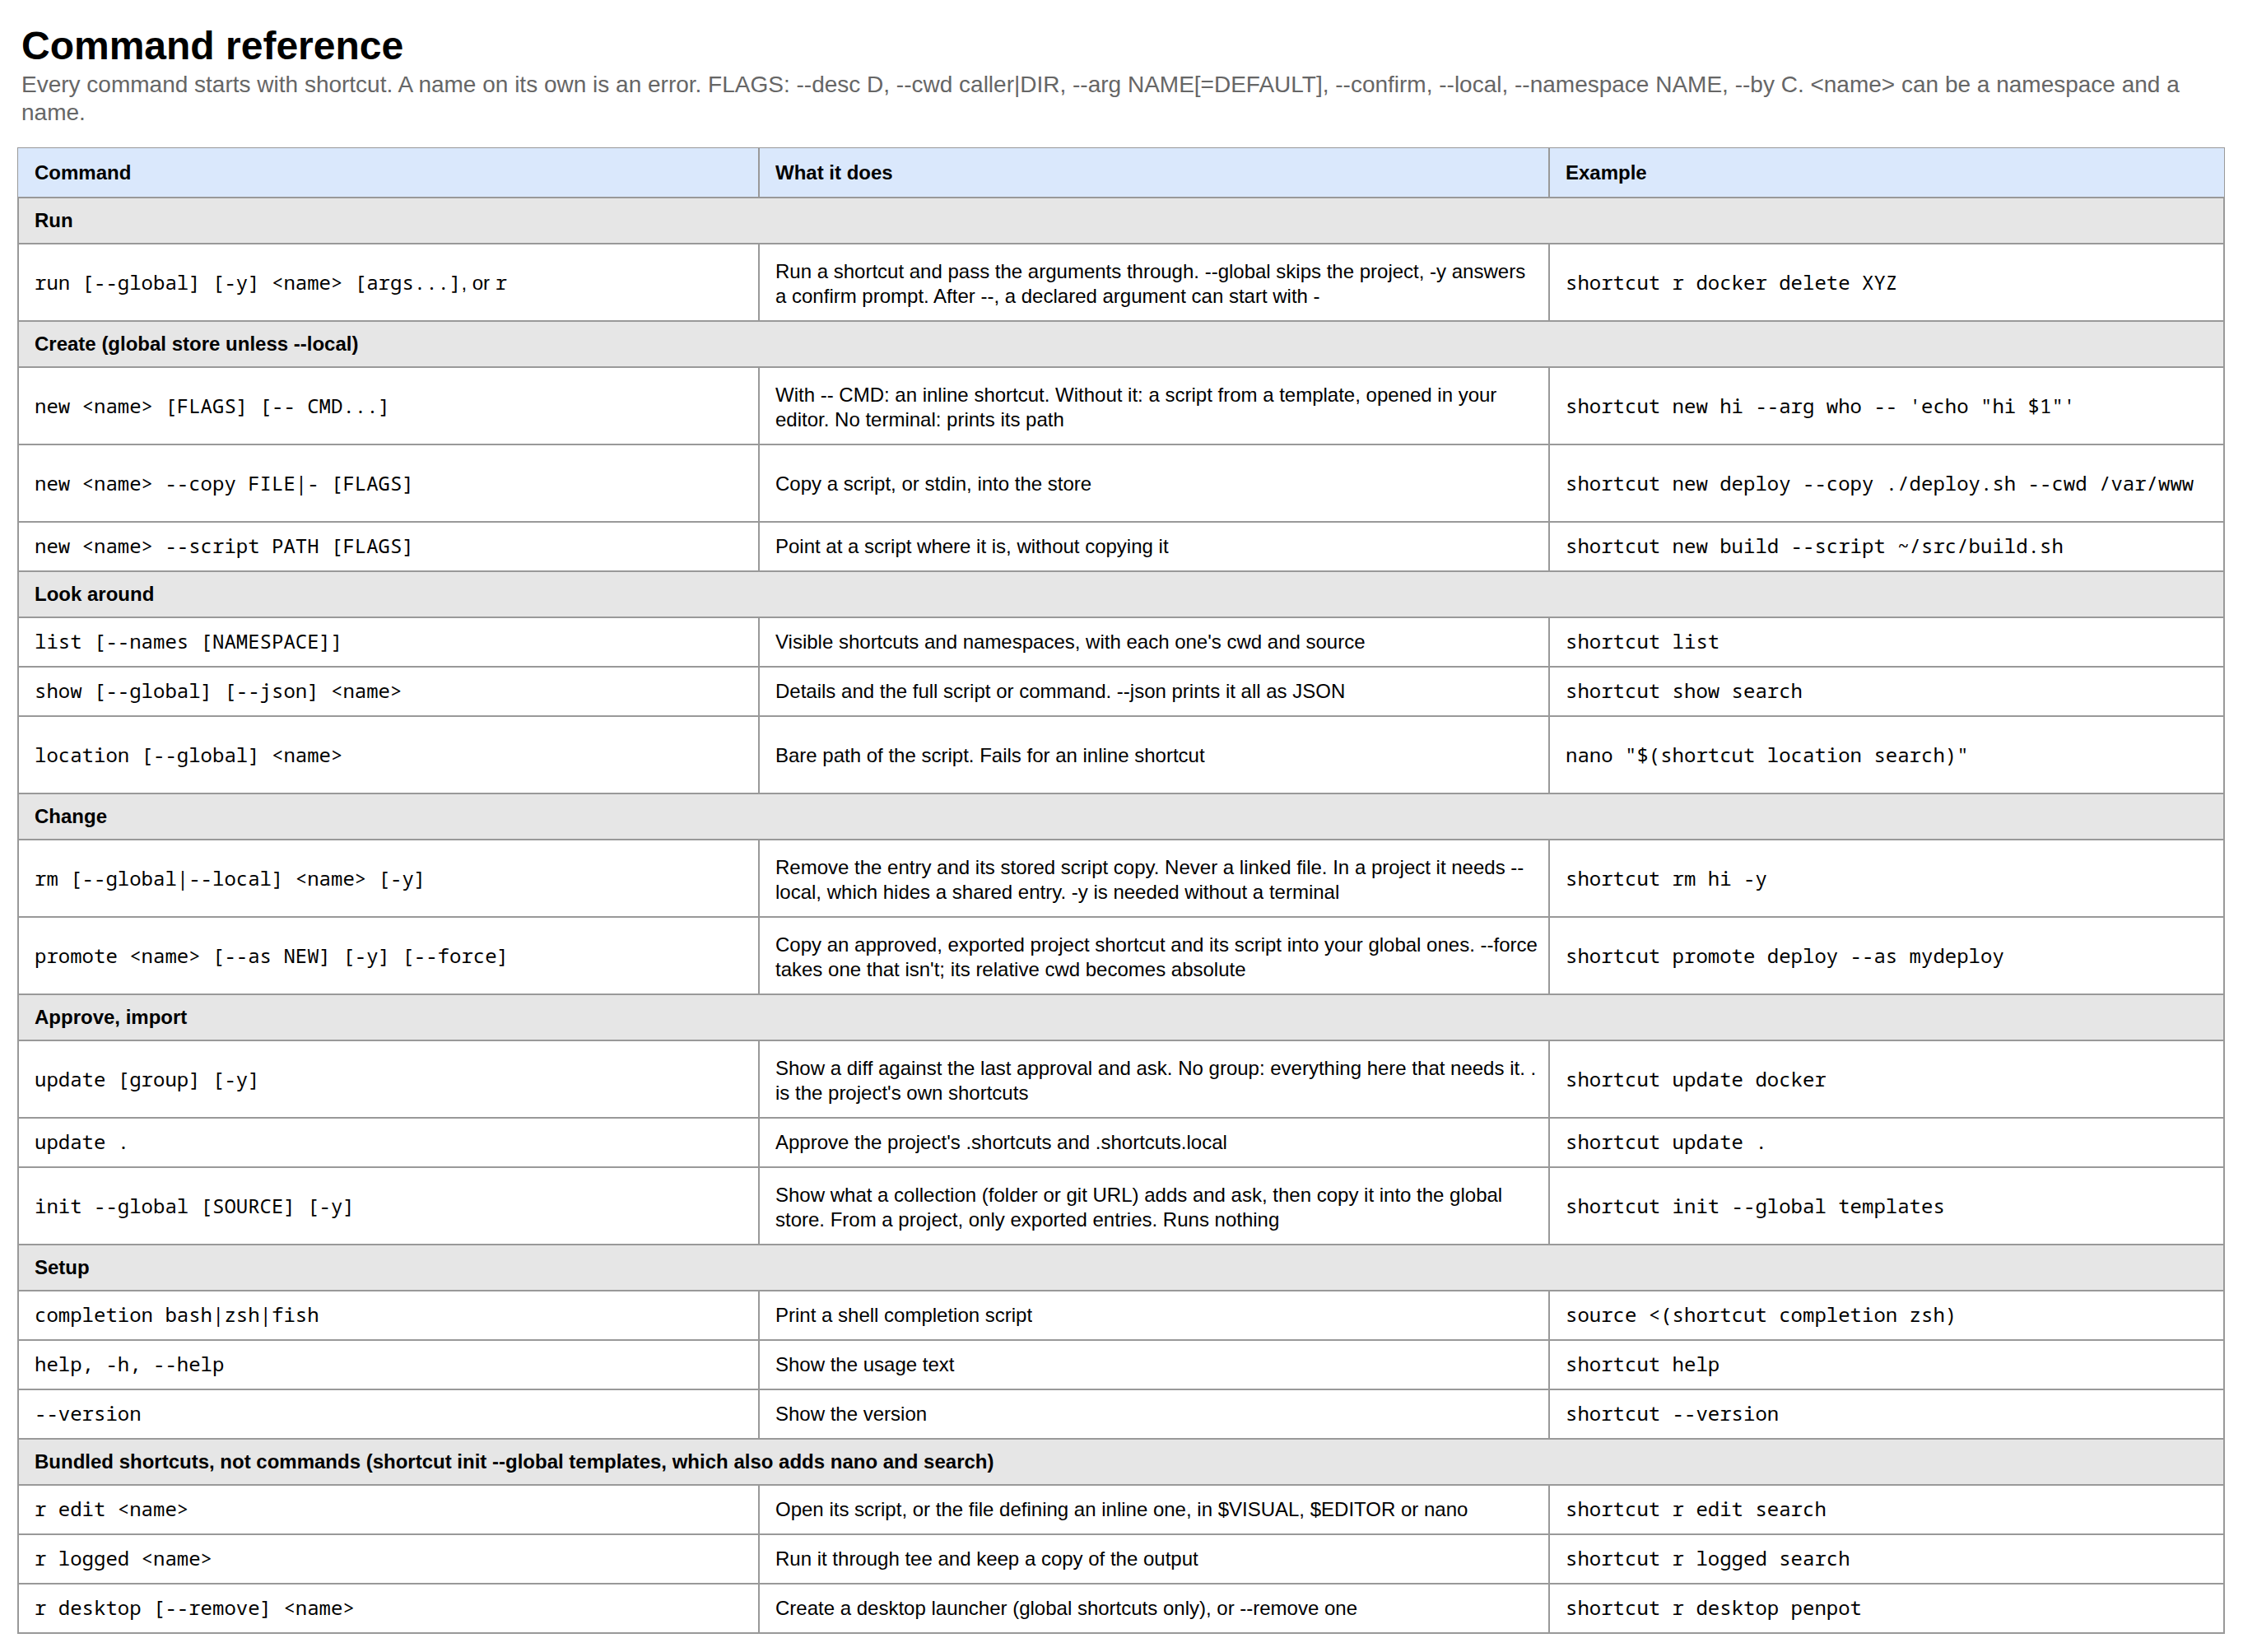 Command reference
Every command starts with shortcut. A name on its own is an error. FLAGS: --desc D, --cwd caller|DIR, --arg NAME[=DEFAULT], --confirm, --local, --namespace NAME, --by C. <name> can be a namespace and a
name.
Command
What it does
Example
Run
run [--global] [-y] <name> [args...], or r
Run a shortcut and pass the arguments through. --global skips the project, -y answers
a confirm prompt. After --, a declared argument can start with -
shortcut r docker delete XYZ
Create (global store unless --local)
new <name> [FLAGS] [-- CMD...]
With -- CMD: an inline shortcut. Without it: a script from a template, opened in your
editor. No terminal: prints its path
shortcut new hi --arg who -- 'echo "hi $1"'
new <name> --copy FILE|- [FLAGS]
Copy a script, or stdin, into the store
shortcut new deploy --copy ./deploy.sh --cwd /var/www
new <name> --script PATH [FLAGS]
Point at a script where it is, without copying it
shortcut new build --script ~/src/build.sh
Look around
list [--names [NAMESPACE]]
Visible shortcuts and namespaces, with each one's cwd and source
shortcut list
show [--global] [--json] <name>
Details and the full script or command. --json prints it all as JSON
shortcut show search
location [--global] <name>
Bare path of the script. Fails for an inline shortcut
nano "$(shortcut location search)"
Change
rm [--global|--local] <name> [-y]
Remove the entry and its stored script copy. Never a linked file. In a project it needs --
local, which hides a shared entry. -y is needed without a terminal
shortcut rm hi -y
promote <name> [--as NEW] [-y] [--force]
Copy an approved, exported project shortcut and its script into your global ones. --force
takes one that isn't; its relative cwd becomes absolute
shortcut promote deploy --as mydeploy
Approve, import
update [group] [-y]
Show a diff against the last approval and ask. No group: everything here that needs it. .
is the project's own shortcuts
shortcut update docker
update .
Approve the project's .shortcuts and .shortcuts.local
shortcut update .
init --global [SOURCE] [-y]
Show what a collection (folder or git URL) adds and ask, then copy it into the global
store. From a project, only exported entries. Runs nothing
shortcut init --global templates
Setup
completion bash|zsh|fish
Print a shell completion script
source <(shortcut completion zsh)
help, -h, --help
Show the usage text
shortcut help
--version
Show the version
shortcut --version
Bundled shortcuts, not commands (shortcut init --global templates, which also adds nano and search)
r edit <name>
Open its script, or the file defining an inline one, in $VISUAL, $EDITOR or nano
shortcut r edit search
r logged <name>
Run it through tee and keep a copy of the output
shortcut r logged search
r desktop [--remove] <name>
Create a desktop launcher (global shortcuts only), or --remove one
shortcut r desktop penpot